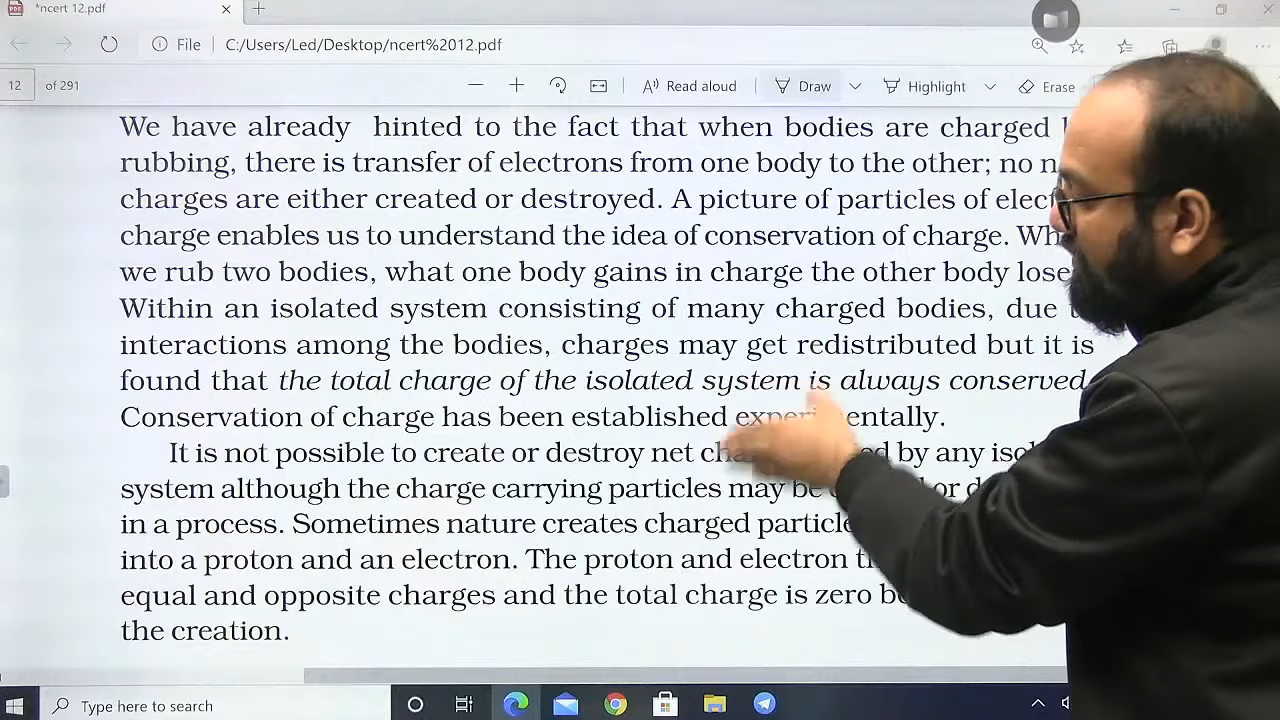 *ncert 12.pdf
File C:/Users/Led/Desktop/ncert%2012.pdf
12 of 291 Read aloud Draw Highlight Erase
We have already hinted to the fact that when bodies are charged
rubbing, there is transfer of electrons from one body to the other; no
charges are either created or destroyed. A picture of particles of
charge enables us to understand the idea of conservation of charge.
we rub two bodies, what one body gains in charge the other body
Within an isolated system consisting of many charged bodies, due
interactions among the bodies, charges may get redistributed but it is
found that the total charge of the isolated system is always conserved.
Conservation of charge has been established experimentally.
It is not possible to create or destroy net by any
system although the charge carrying particles may be or
in a process. Sometimes nature creates charged
into a proton and an electron. The proton and electron
equal and opposite charges and the total charge is zero
the creation.
Type here to search